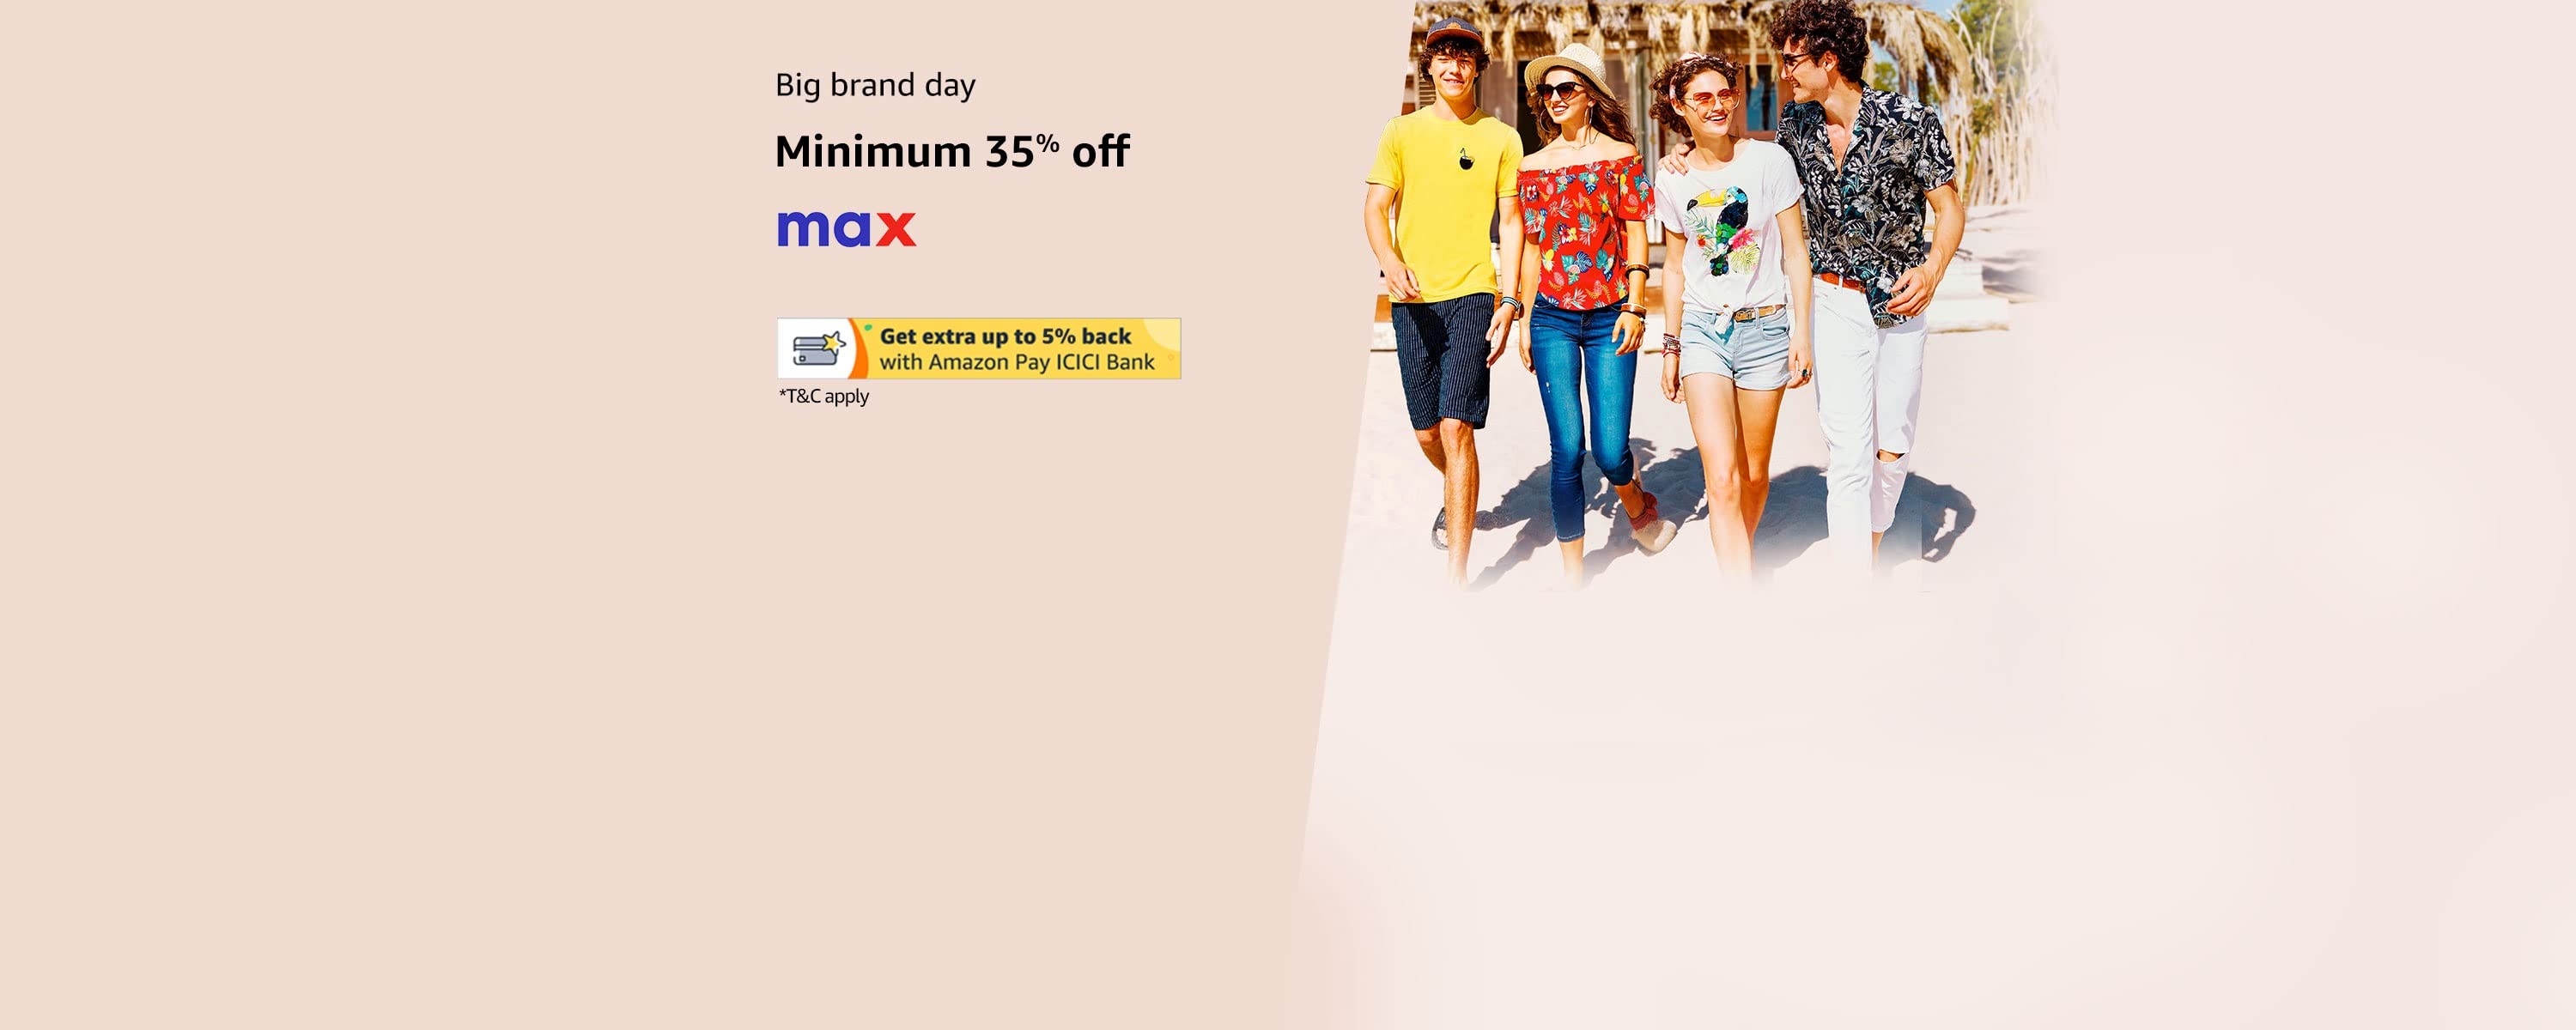 Big brand day
Minimum 35% off
max
Get extra up to 5% back
with Amazon Pay ICICI Bank
*T&C apply